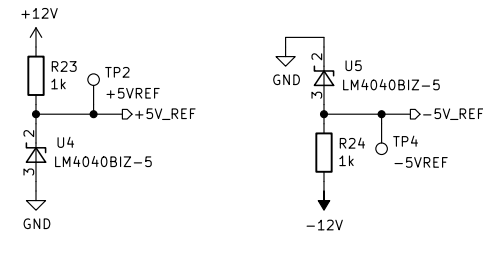 +12V
R23
1k
TP2
+5VREF
+5V_REF
2
U4
LM4040BIZ-5
3
GND
GND
2
U5
LM4040BIZ-5
3
-5V_REF
R24
1k
TP4
-5VREF
-12V